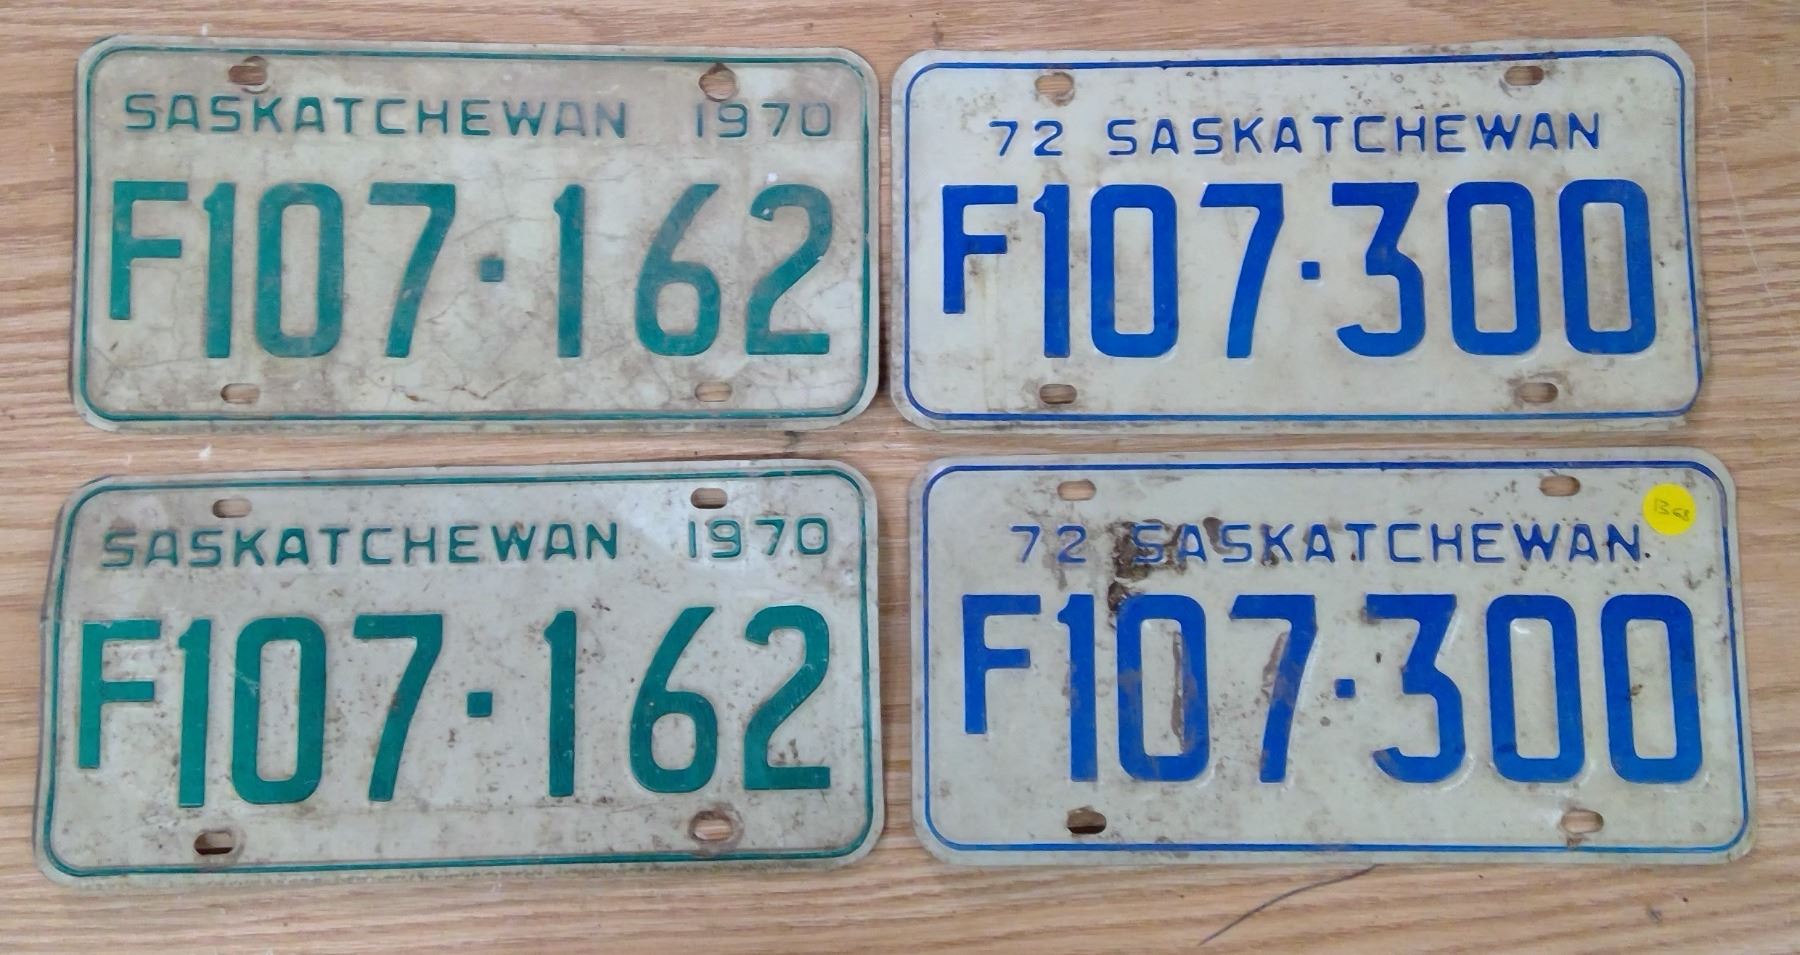 SASKATCHEWAN 1970
F107·162
72 SASKATCHEWAN
F107·300
SASKATCHEWAN 1970
F107·162
72 SASKATCHEWAN
F107·300